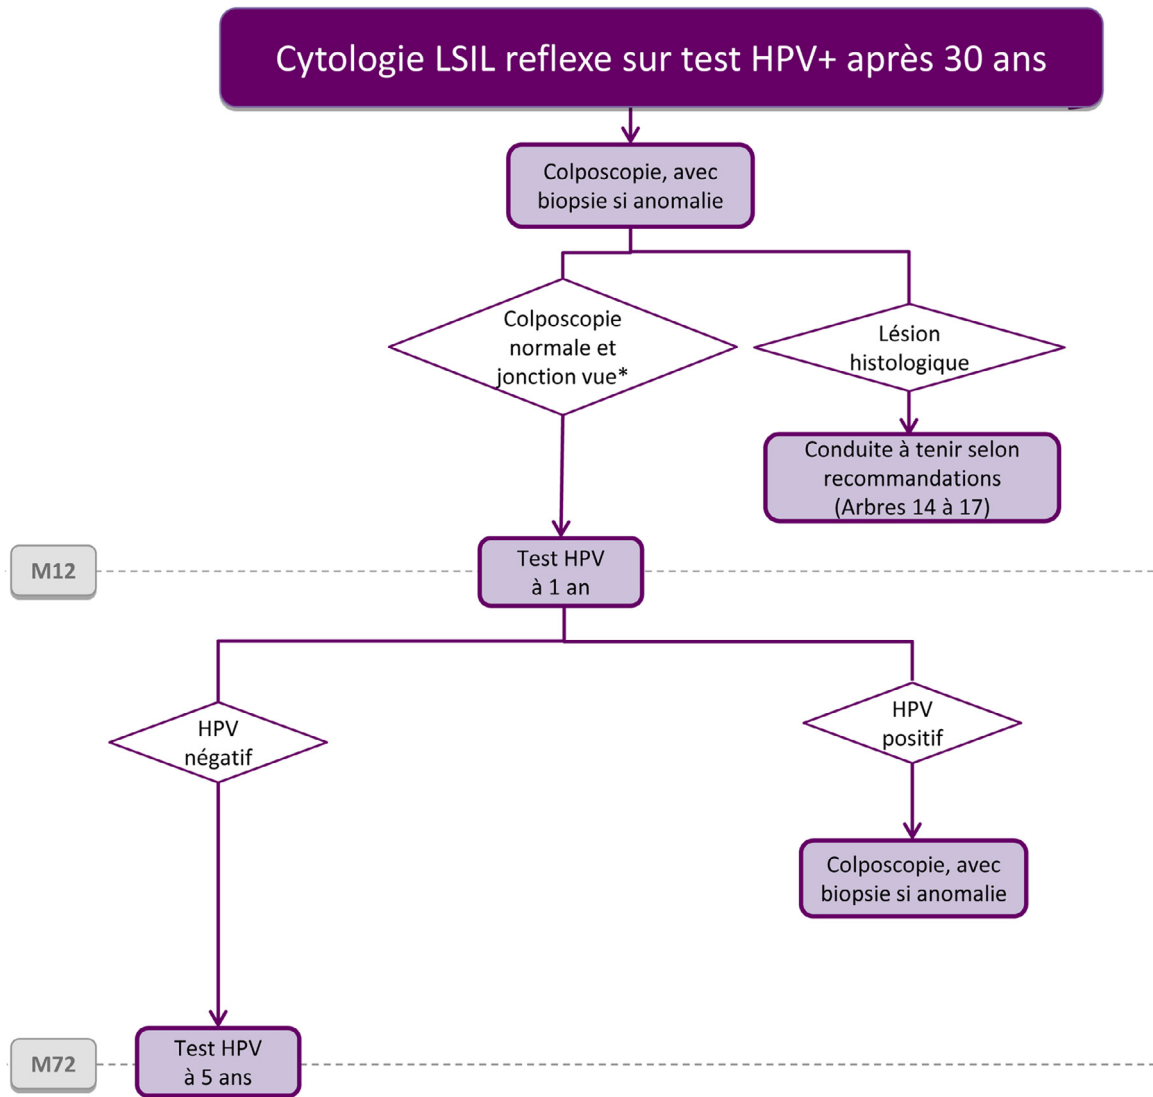 Cytologie LSIL reflexe sur test HPV+ après 30 ans
Colposcopie, avec
biopsie si anomalie
Colposcopie
normale et
jonction vue*
Lésion
histologique
Conduite à tenir selon
recommandations
(Arbres 14 à 17)
M12
Test HPV
à 1 an
HPV
négatif
HPV
positif
Colposcopie, avec
biopsie si anomalie
M72
Test HPV
à 5 ans